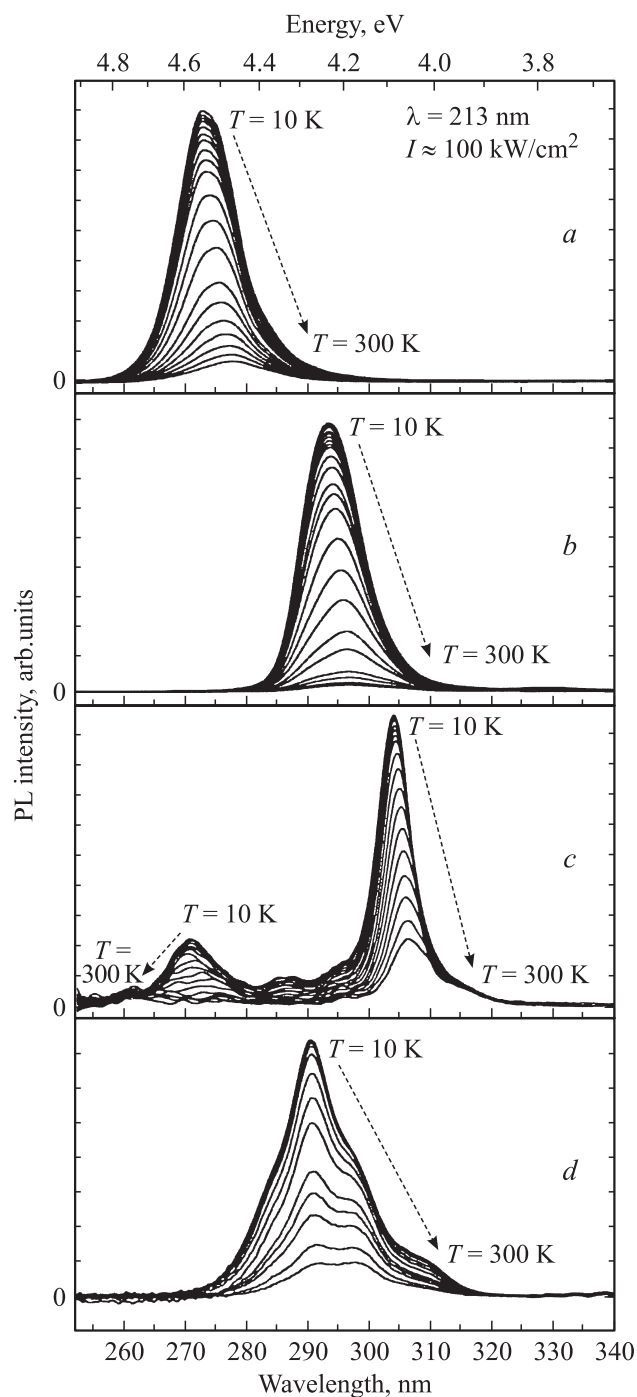 Energy, eV
4.8 4.6 4.4 4.2 4.0 3.8
T = 10 K
λ = 213 nm
I ≈ 100 kW/cm²
a
T = 300 K
0
T = 10 K
b
T = 300 K
0
PL intensity, arb.units
T = 10 K
c
T = 10 K
T =
300 K
T = 300 K
0
T = 10 K
d
T = 300 K
0
260 270 280 290 300 310 320 330 340
Wavelength, nm